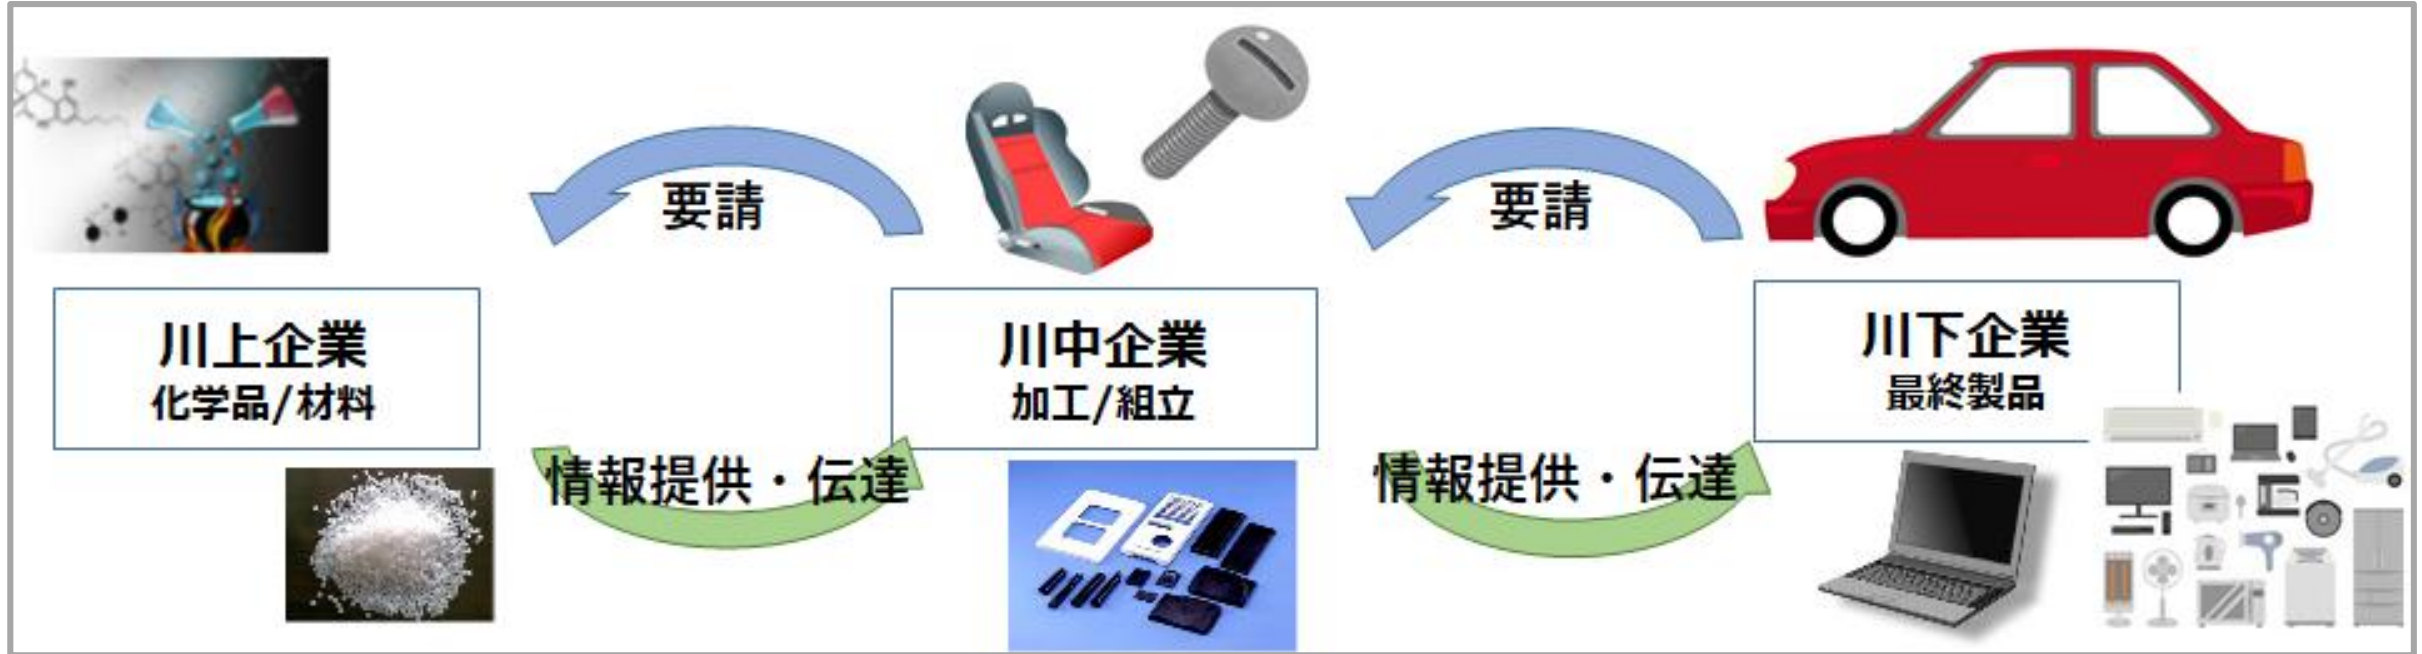 要請
要請
川上企業
化学品/材料
川中企業
加工/組立
川下企業
最終製品
情報提供・伝達
情報提供・伝達